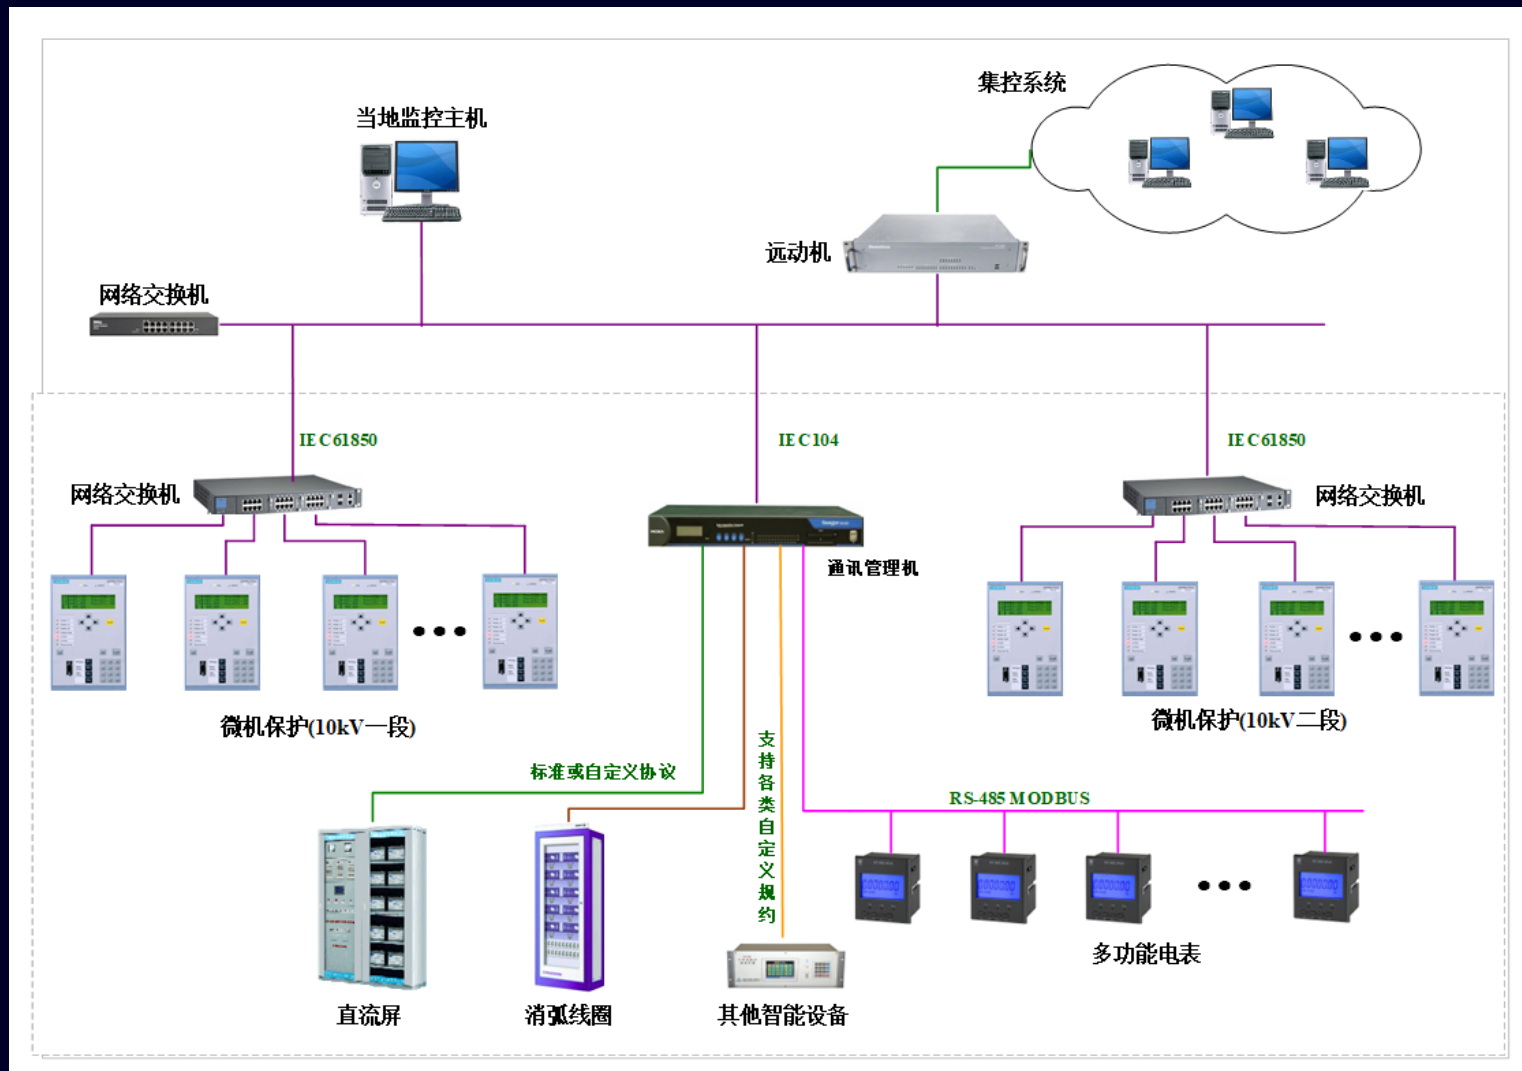 集控系统
当地监控主机
远动机
网络交换机
IEC61850
IEC104
IEC61850
网络交换机
网络交换机
通讯管理机
微机保护(10kV一段)
微机保护(10kV二段)
标准或自定义协议
支持各类自定义规约
RS-485 MODBUS
多功能电表
直流屏
消弧线圈
其他智能设备